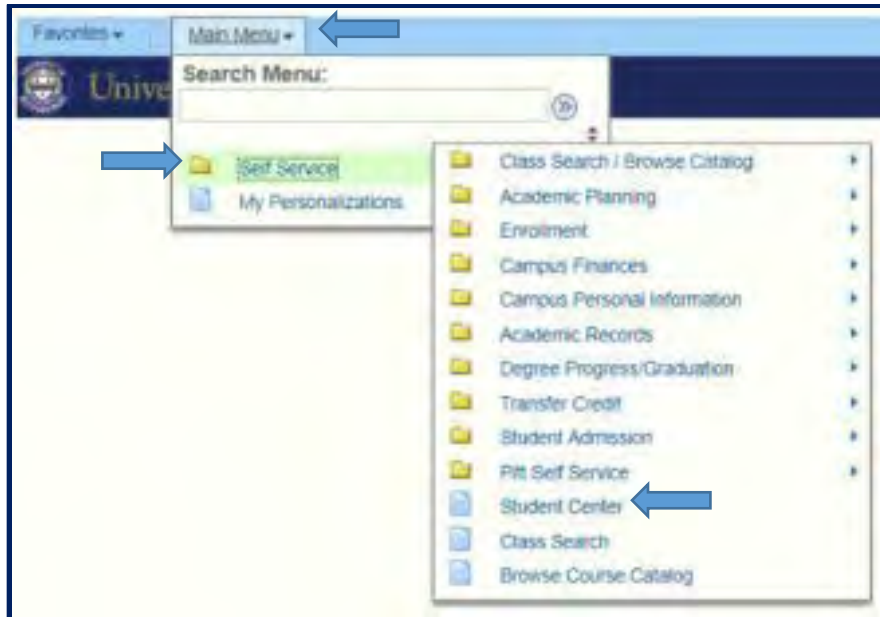 Favorites
Main Menu
Unive
Search Menu:
Self Service
My Personalizations
Class Search / Browse Catalog
Academic Planning
Enrollment
Campus Finances
Campus Personal Information
Academic Records
Degree Progress/Graduation
Transfer Credit
Student Admission
Pitt Self Service
Student Center
Class Search
Browse Course Catalog